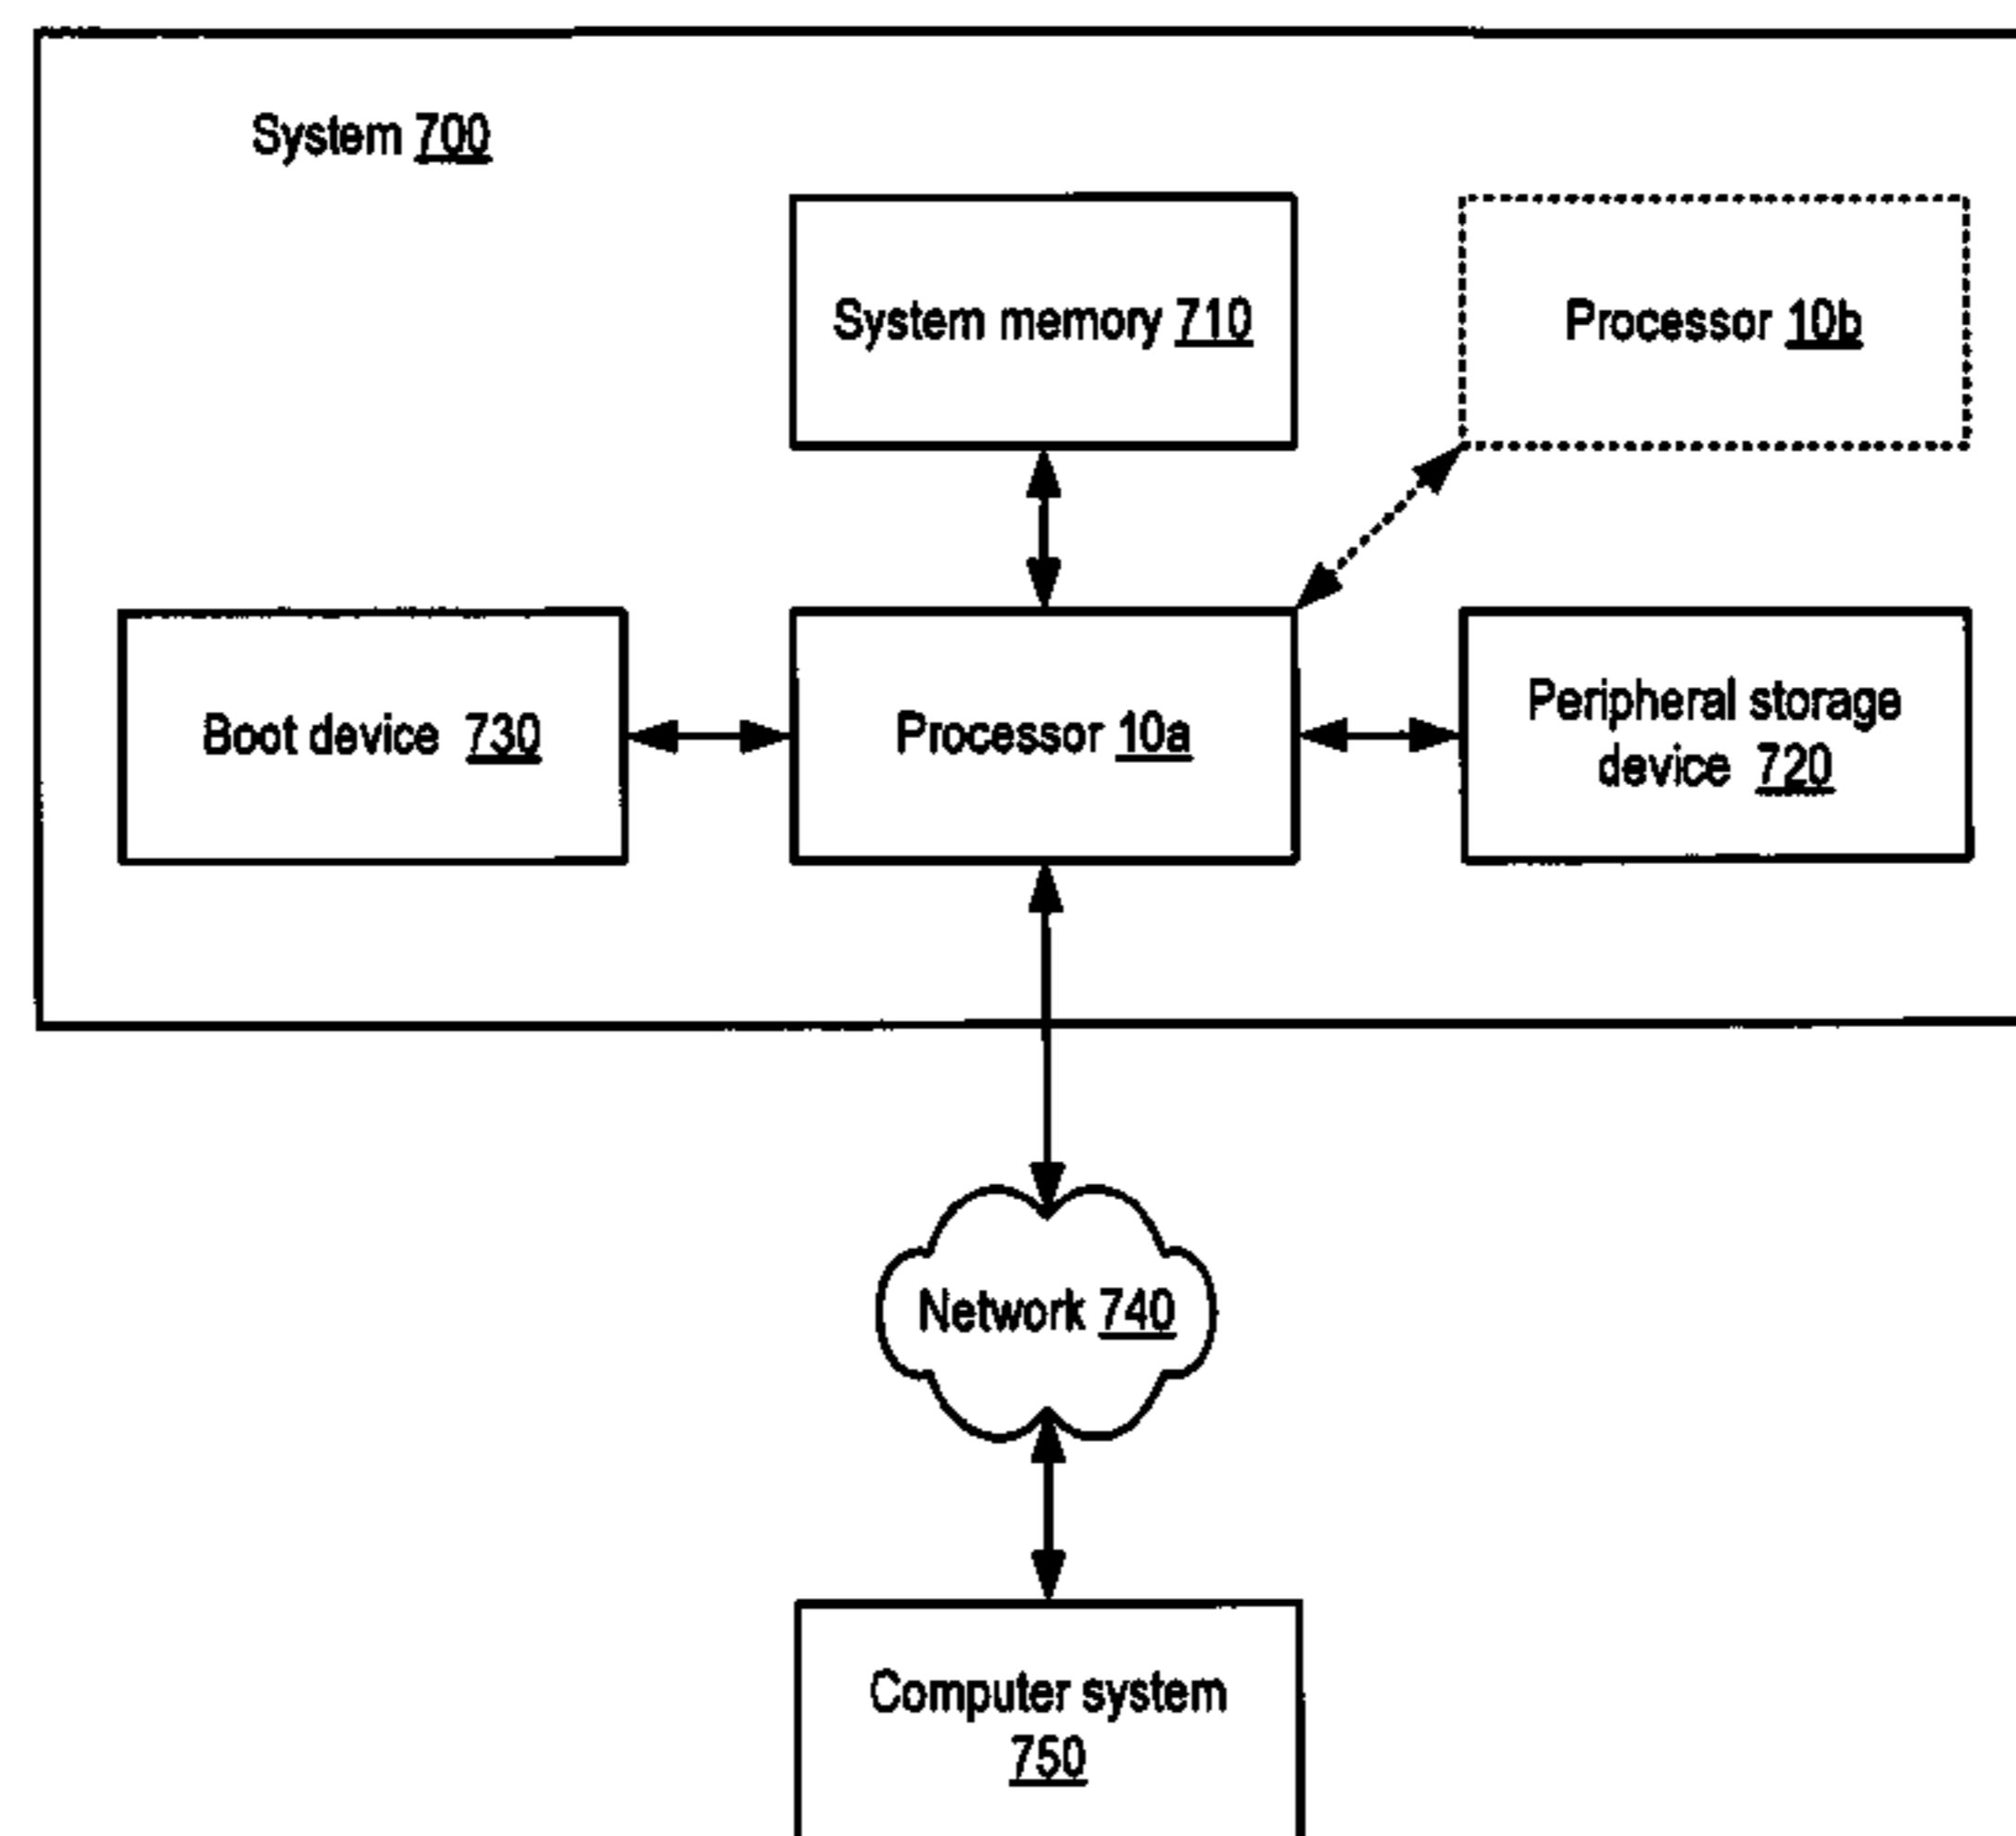 System 700
System memory 710
Processor 10b
Boot device 730
Processor 10a
Peripheral storage
device 720
Network 740
Computer system
750